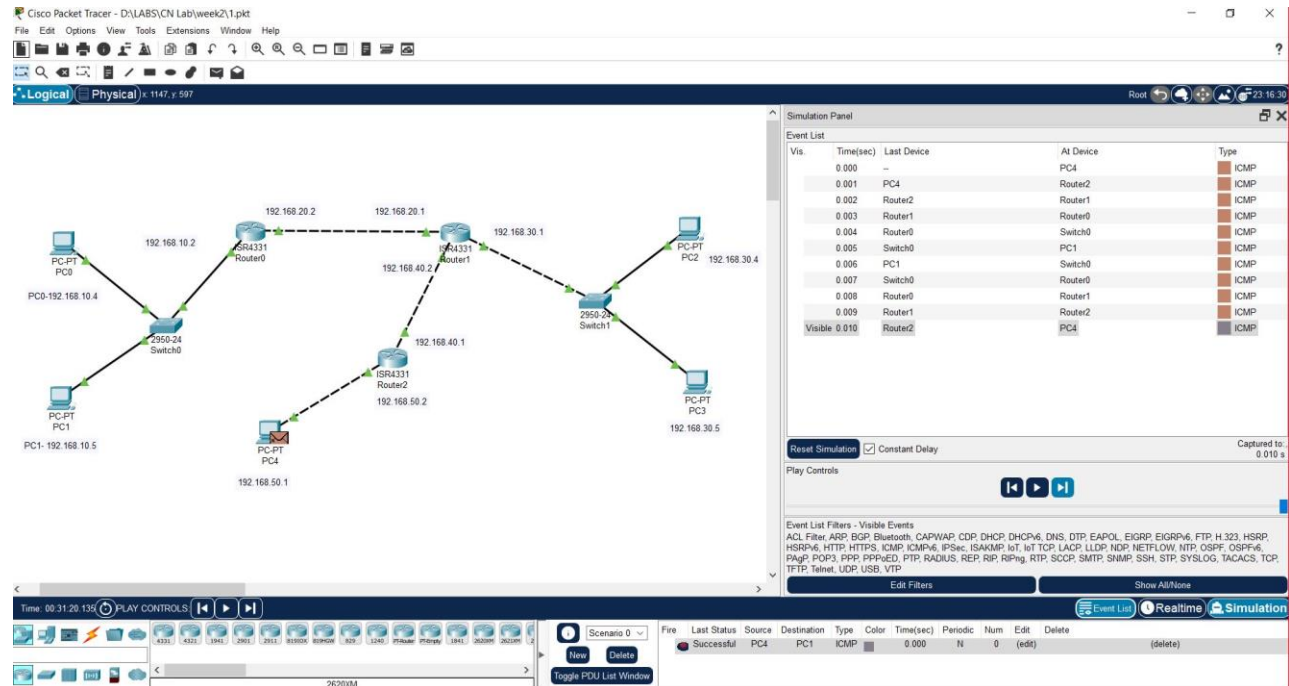 Cisco Packet Tracer - D:\LABS\CN Lab\week2\1.pkt
File Edit Options View Tools Extensions Window Help
?
Logical Physical x: 1147, y: 597
Root 23:16:30
192.168.20.2 192.168.20.1
192.168.10.2
ISR4331
Router0
ISR4331
Router1
192.168.30.1
PC-PT
PC0
PC0-192.168.10.4
192.168.40.2
PC-PT
PC2
192.168.30.4
2950-24
Switch0
2950-24
Switch1
192.168.40.1
ISR4331
Router2
192.168.50.2
PC-PT
PC1
PC1- 192.168.10.5
PC-PT
PC3
192.168.30.5
PC-PT
PC4
192.168.50.1
Simulation Panel
Event List
Vis. Time(sec) Last Device At Device Type
0.000 -- PC4 ICMP
0.001 PC4 Router2 ICMP
0.002 Router2 Router1 ICMP
0.003 Router1 Router0 ICMP
0.004 Router0 Switch0 ICMP
0.005 Switch0 PC1 ICMP
0.006 PC1 Switch0 ICMP
0.007 Switch0 Router0 ICMP
0.008 Router0 Router1 ICMP
0.009 Router1 Router2 ICMP
Visible 0.010 Router2 PC4 ICMP
Reset Simulation Constant Delay
Captured to:
0.010 s
Play Controls
Event List Filters - Visible Events
ACL Filter, ARP, BGP, Bluetooth, CAPWAP, CDP, DHCP, DHCPv6, DNS, DTP, EAPOL, EIGRP, EIGRPv6, FTP, H.323, HSRP,
HSRPv6, HTTP, HTTPS, ICMP, ICMPv6, IPSec, ISAKMP, IoT, IoT TCP, LACP, LLDP, NDP, NETFLOW, NTP, OSPF, OSPFv6,
PAgP, POP3, PPP, PPPoED, PTP, RADIUS, REP, RIP, RIPng, RTP, SCCP, SMTP, SNMP, SSH, STP, SYSLOG, TACACS, TCP,
TFTP, Telnet, UDP, USB, VTP
Edit Filters Show All/None
Time: 00:31:20.135 PLAY CONTROLS:
Event List Realtime Simulation
4331 4321 1941 2901 2911 819IOX 819HGW 829 1240 PT-Router PT-Empty 1841 2620XM 2621XM
2620XM
Scenario 0
New Delete
Toggle PDU List Window
Fire Last Status Source Destination Type Color Time(sec) Periodic Num Edit Delete
Successful PC4 PC1 ICMP 0.000 N 0 (edit) (delete)